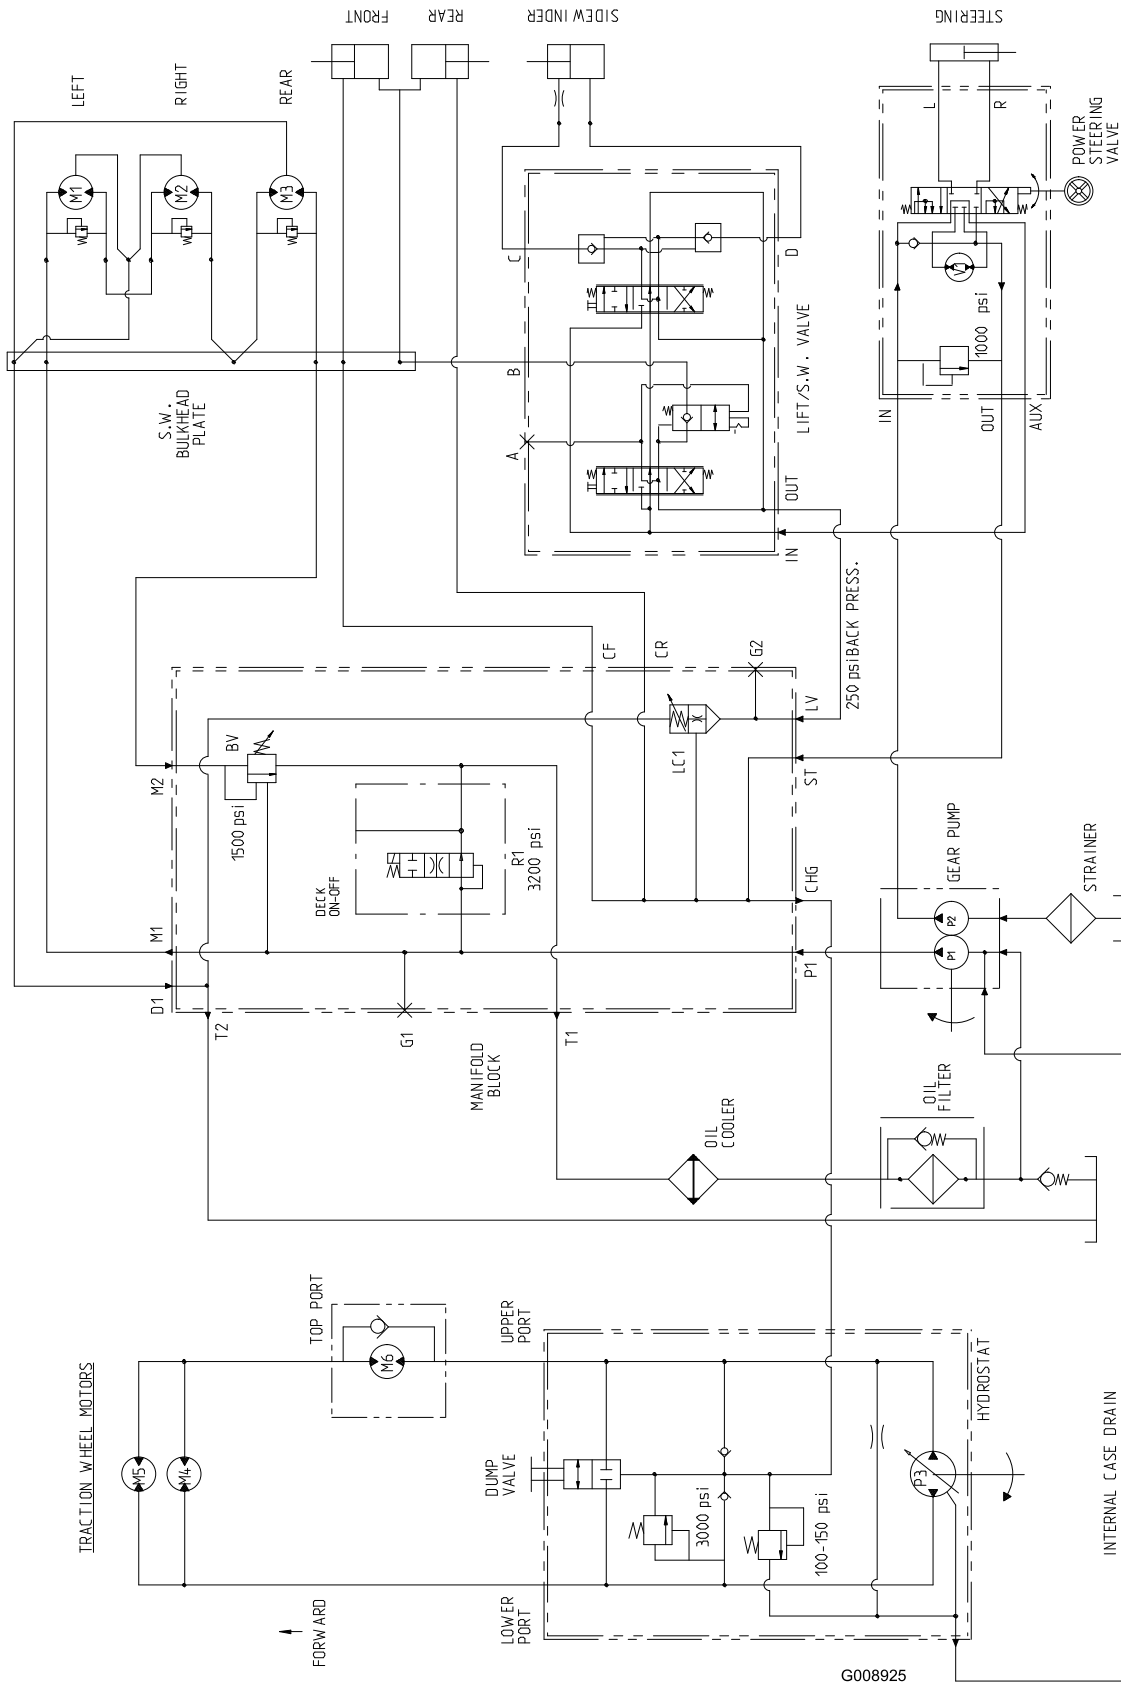 FRONT
REAR
SIDEWINDER
STEERING
LEFT
RIGHT
REAR
M1
M2
M3
L
R
POWER
STEERING
VALVE
C
D
V1
1000 psi
B
A
LIFT/S.W. VALVE
S.W.
BULKHEAD
PLATE
IN
OUT
AUX
OUT
IN
250 psi BACK PRESS.
CF
CR
G2
LV
LC1
ST
BV
M2
1500 psi
DECK
ON-OFF
R1
3200 psi
CHG
GEAR PUMP
STRAINER
P2
P1
M1
P1
D1
T2
G1
T1
MANIFOLD
BLOCK
OIL
COOLER
OIL
FILTER
TOP PORT
M6
UPPER
PORT
TRACTION WHEEL MOTORS
M5
M4
DUMP
VALVE
3000 psi
100-150 psi
P3
HYDROSTAT
INTERNAL CASE DRAIN
LOWER
PORT
FORWARD
G008925